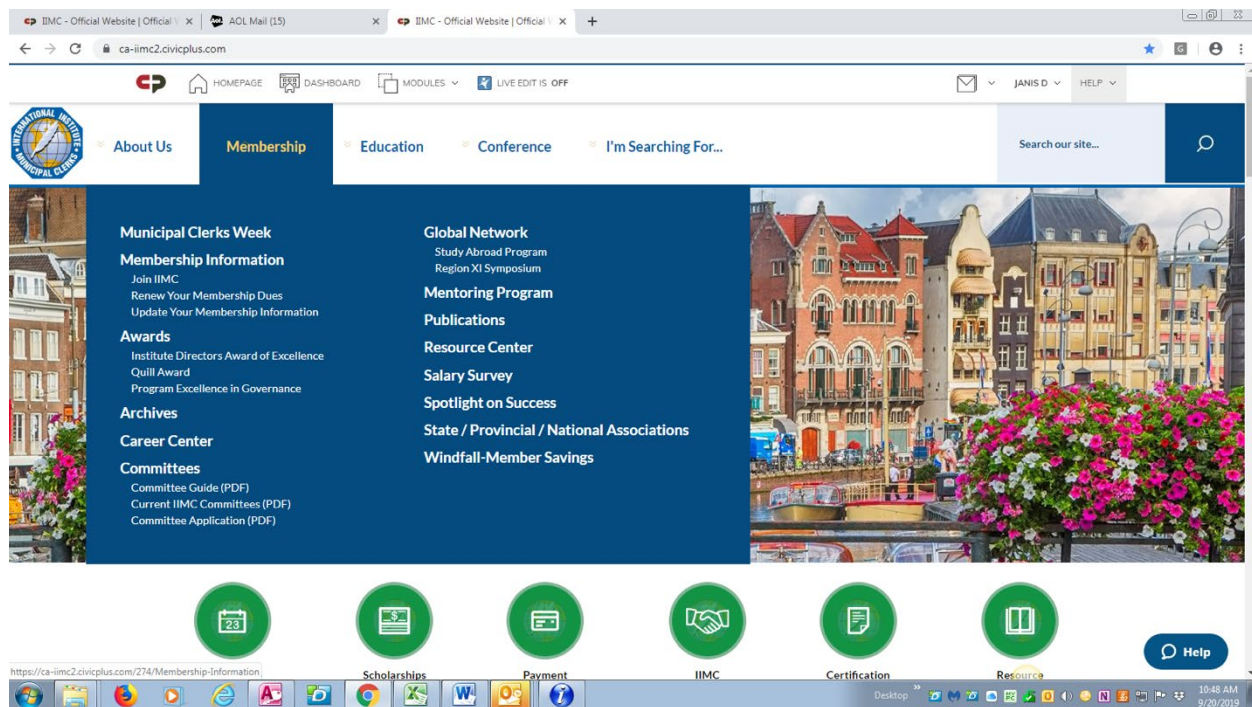 IIMC - Official Website | Official
AOL Mail (15)
IIMC - Official Website | Official
ca-iimc2.civicplus.com
HOMEPAGE
DASHBOARD
MODULES
LIVE EDIT IS OFF
JANIS D
HELP
INTERNATIONAL INSTITUTE
MUNICIPAL CLERKS
About Us
Membership
Education
Conference
I'm Searching For...
Search our site...
Municipal Clerks Week
Membership Information
Join IIMC
Renew Your Membership Dues
Update Your Membership Information
Awards
Institute Directors Award of Excellence
Quill Award
Program Excellence in Governance
Archives
Career Center
Committees
Committee Guide (PDF)
Current IIMC Committees (PDF)
Committee Application (PDF)
Global Network
Study Abroad Program
Region XI Symposium
Mentoring Program
Publications
Resource Center
Salary Survey
Spotlight on Success
State / Provincial / National Associations
Windfall-Member Savings
23
Scholarships
Payment
IIMC
Certification
Resource
Help
https://ca-iimc2.civicplus.com/274/Membership-Information
Desktop
10:48 AM
9/20/2019